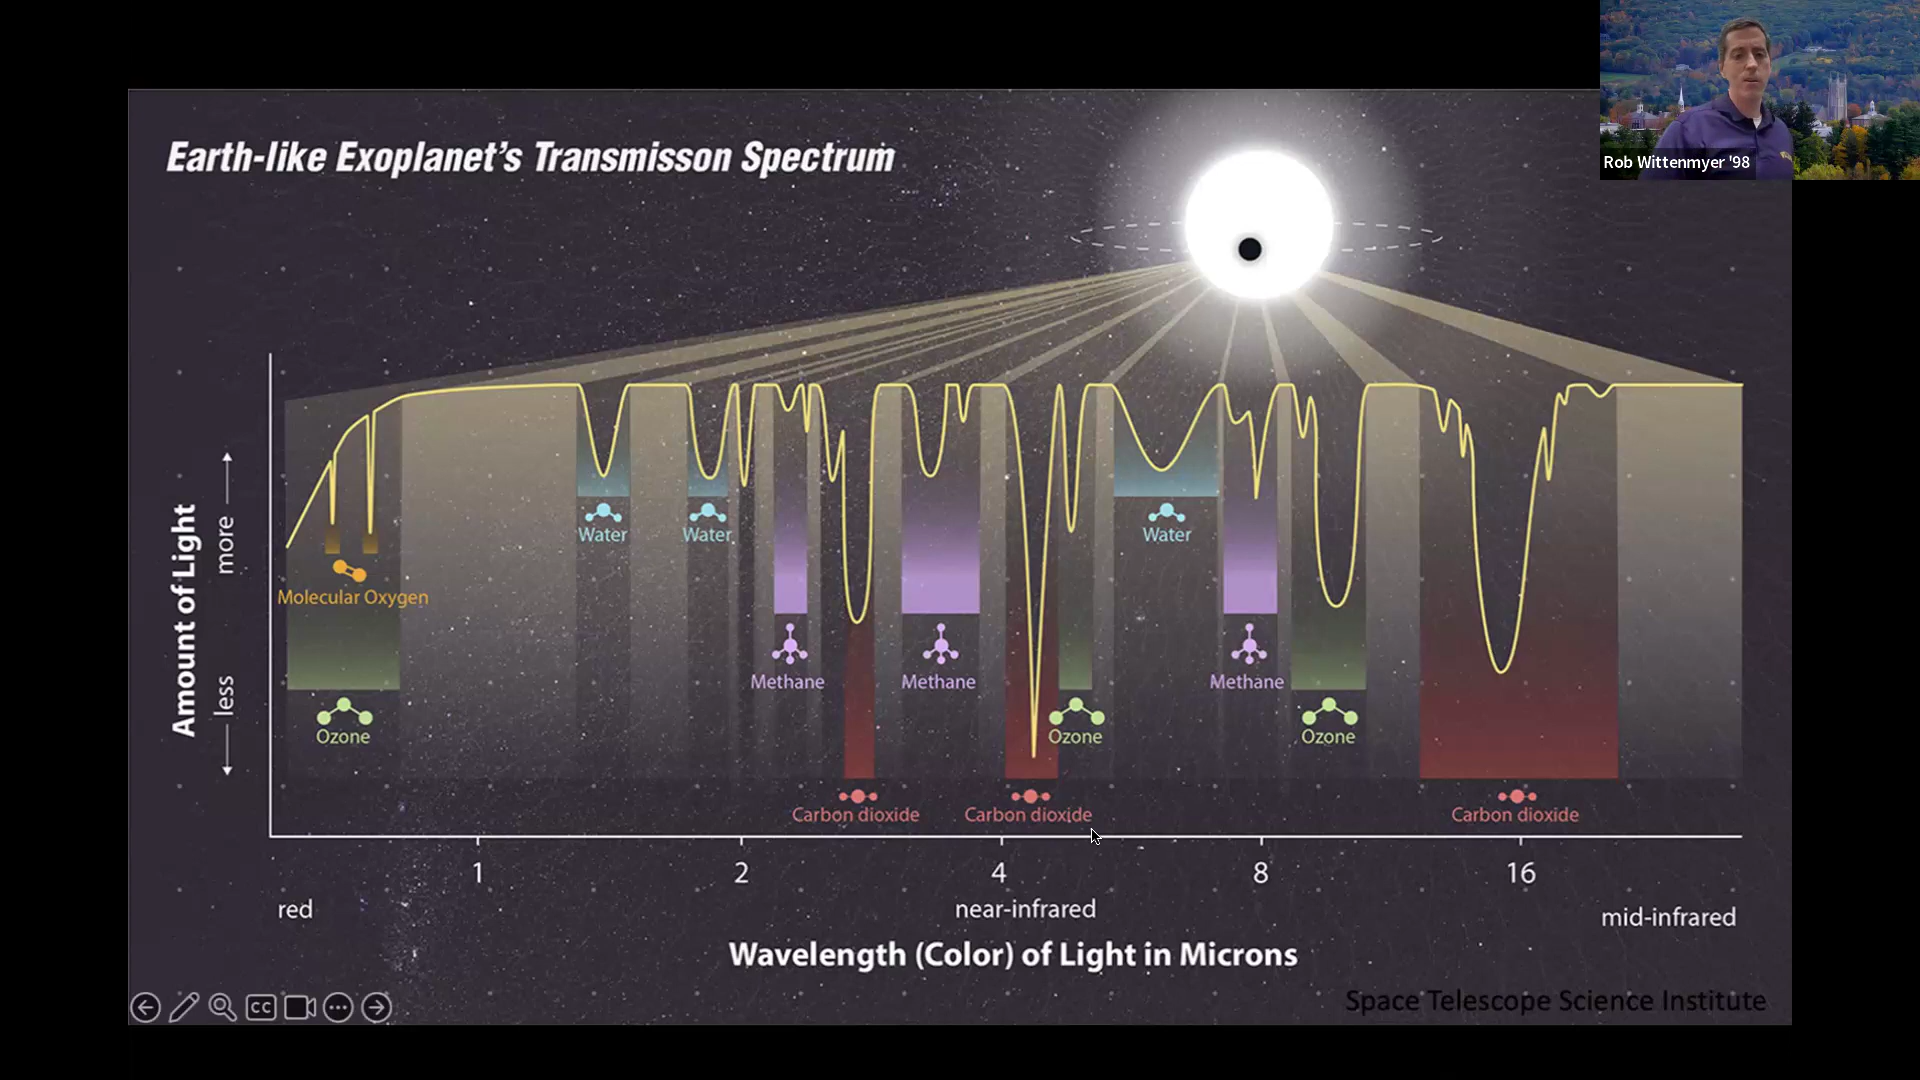 Rob Wittenmyer '98
Earth-like Exoplanet's Transmisson Spectrum
Amount of Light
more
less
Molecular Oxygen
Ozone
Water
Water
Methane
Carbon dioxide
Methane
Carbon dioxide
Ozone
Water
Methane
Ozone
Carbon dioxide
1 2 4 8 16
red near-infrared mid-infrared
Wavelength (Color) of Light in Microns
CC
Space Telescope Science Institute